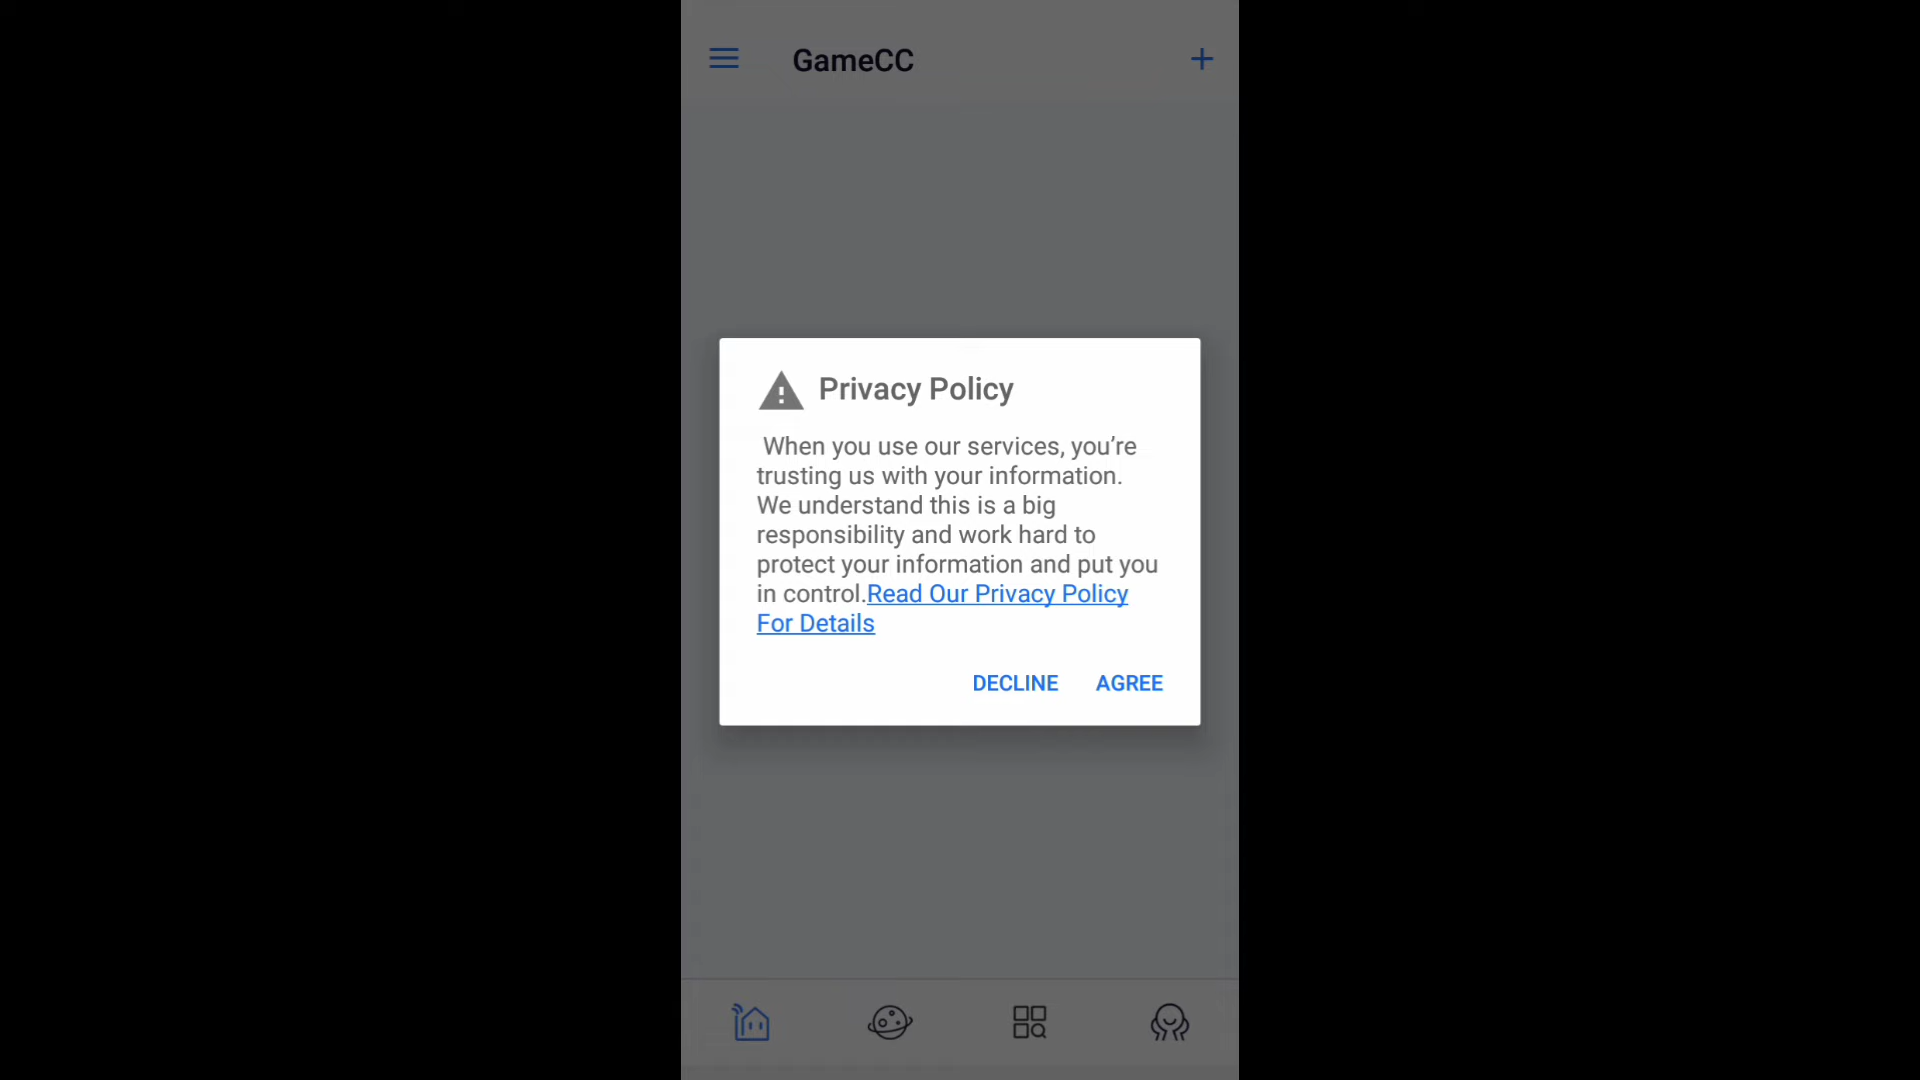 GameCC
Privacy Policy
When you use our services, you’re
trusting us with your information.
We understand this is a big
responsibility and work hard to
protect your information and put you
in control.Read Our Privacy Policy
For Details
DECLINE AGREE